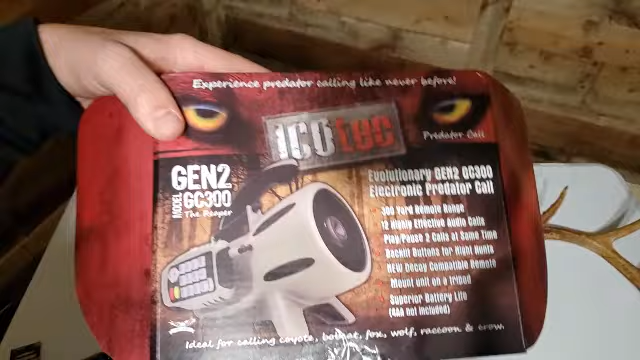 Experience predator calling like never before!
ICOtec
Predator Call
GEN2
MODEL GC300
The Reaper
Evolutionary GEN2 GC300
Electronic Predator Call
300 Yard Remote Range
12 Highly Effective Audio Calls
Play/Pause 2 Calls at Same Time
Backlit Buttons for Night Hunts
NEW Decoy Compatible Remote
Mount unit on a Tripod
Superior Battery Life
(4AA not included)
Ideal for calling coyote, bobcat, fox, wolf, raccoon & crow.